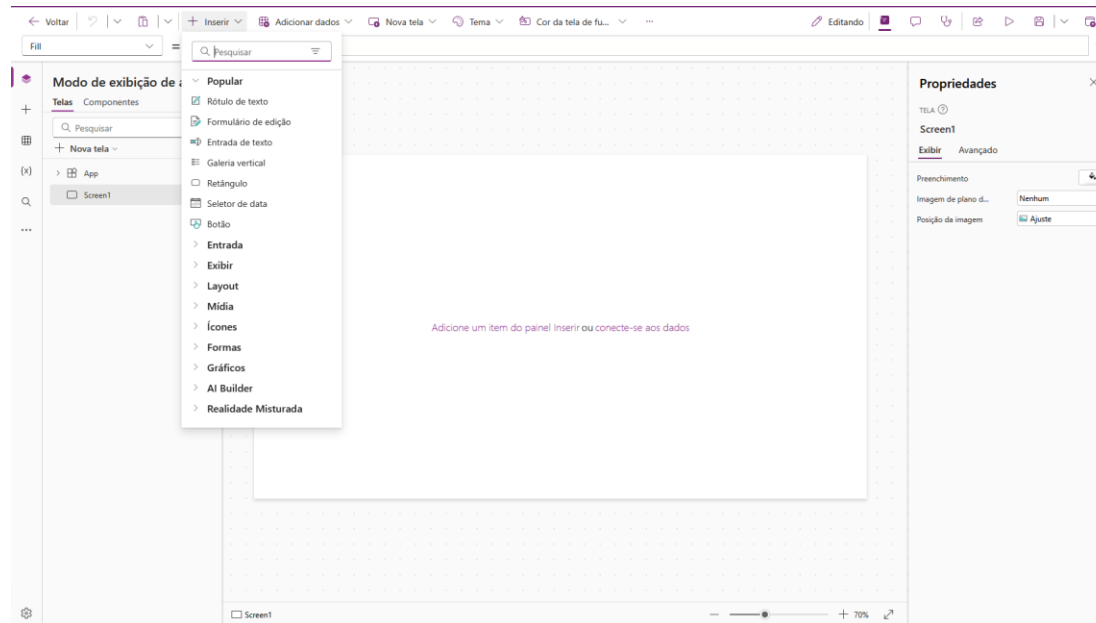 Voltar
Inserir
Adicionar dados
Nova tela
Tema
Cor da tela de fu...
...
Editando
Fill
=
Pesquisar
Popular
Rótulo de texto
Formulário de edição
Entrada de texto
Galeria vertical
Retângulo
Seletor de data
Botão
Entrada
Exibir
Layout
Mídia
Ícones
Formas
Gráficos
AI Builder
Realidade Misturada
Modo de exibição de á
Telas Componentes
Pesquisar
Nova tela
App
Screen1
Adicione um item do painel Inserir ou conecte-se aos dados
Propriedades
TELA
Screen1
Exibir Avançado
Preenchimento
Imagem de plano d... Nenhum
Posição da imagem Ajuste
Screen1
70%